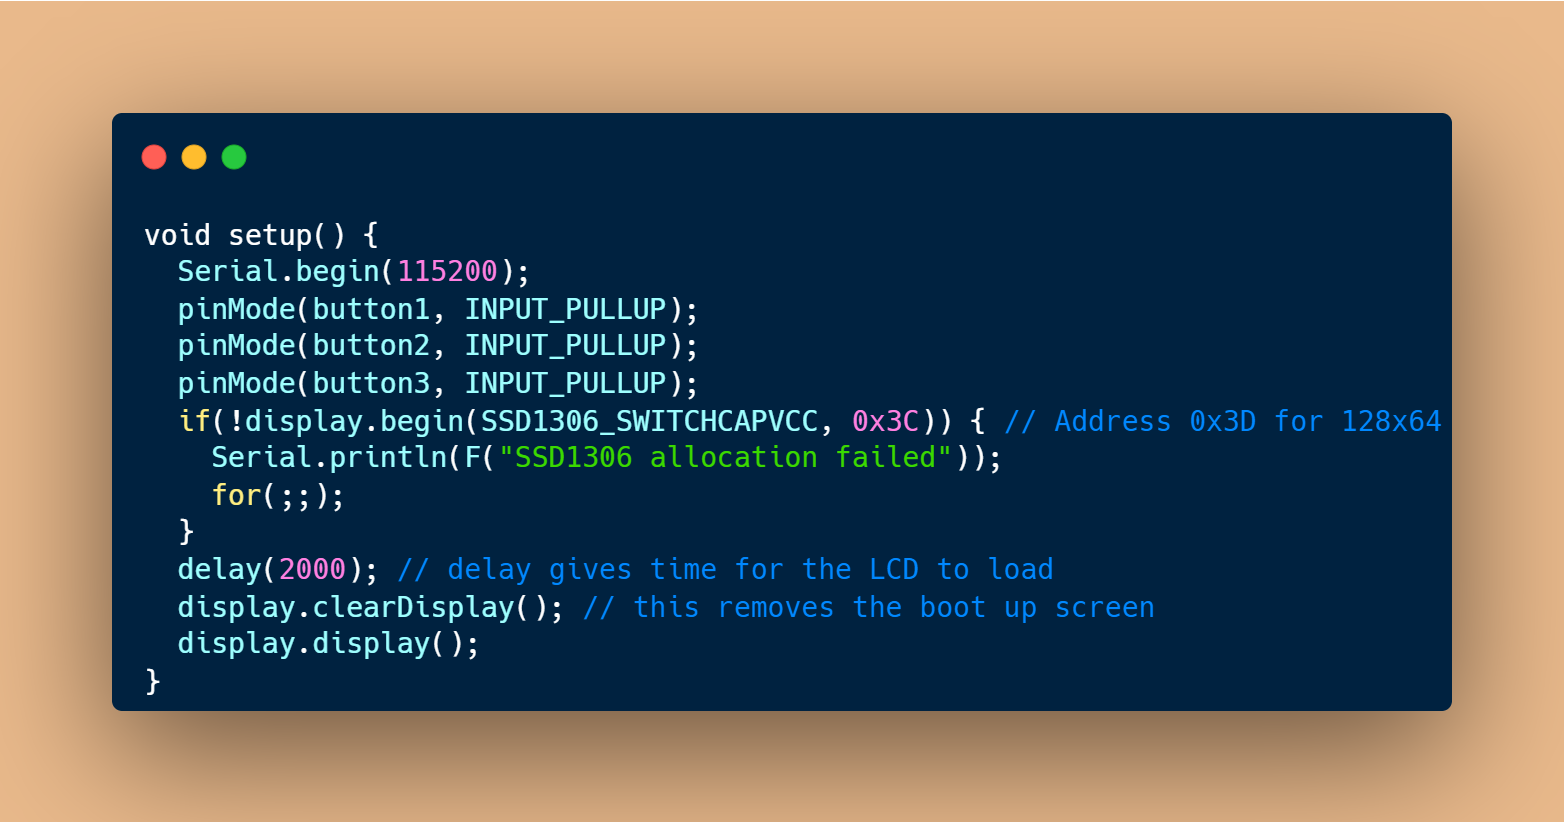 void setup() {
  Serial.begin(115200);
  pinMode(button1, INPUT_PULLUP);
  pinMode(button2, INPUT_PULLUP);
  pinMode(button3, INPUT_PULLUP);
  if(!display.begin(SSD1306_SWITCHCAPVCC, 0x3C)) { // Address 0x3D for 128x64
    Serial.println(F("SSD1306 allocation failed"));
    for(;;);
  }
  delay(2000); // delay gives time for the LCD to load
  display.clearDisplay(); // this removes the boot up screen
  display.display();
}